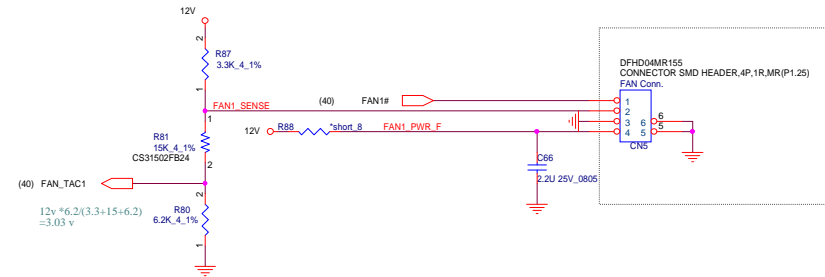 12V
2
R87
3.3K_4_1%
1
FAN1_SENSE
(40) FAN1#
DFHD04MR155
CONNECTOR SMD HEADER,4P,1R,MR(P1.25)
FAN Conn.
1
2
3 6
4 5
6
5
CN5
1
R81
15K_4_1%
CS31502FB24
2
12V R88 *short_8 FAN1_PWR_F
C66
2.2U 25V_0805
(40) FAN_TAC1
2
R80
6.2K_4_1%
1
12v *6.2/(3.3+15+6.2)
=3.03 v